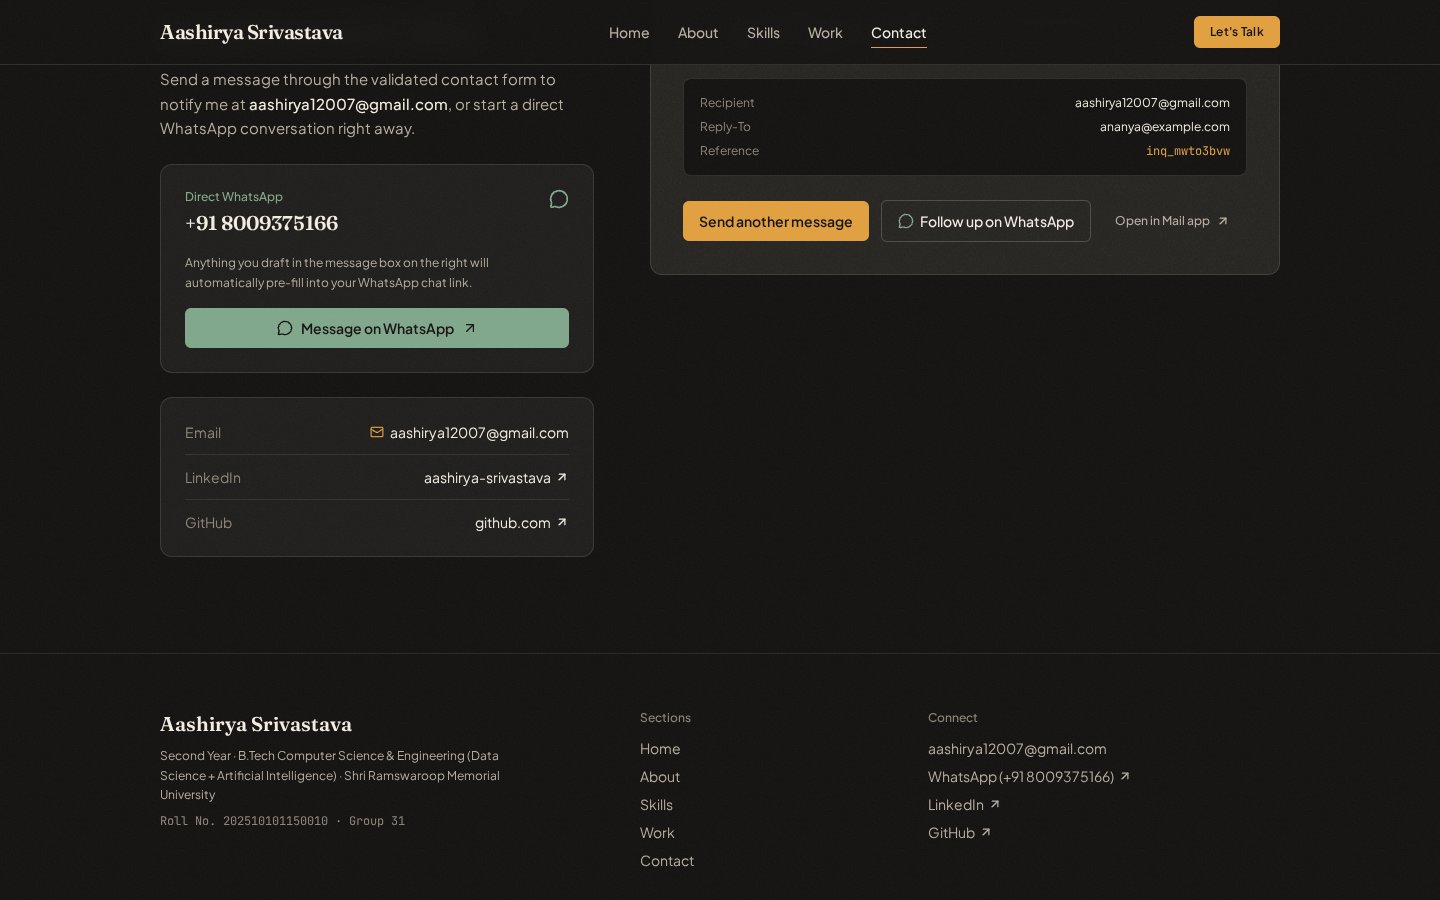 Aashirya Srivastava
Home About Skills Work Contact
Let's Talk
Send a message through the validated contact form to
notify me at aashirya12007@gmail.com, or start a direct
WhatsApp conversation right away.
Direct WhatsApp
+91 8009375166
Anything you draft in the message box on the right will
automatically pre-fill into your WhatsApp chat link.
Message on WhatsApp
Email aashirya12007@gmail.com
LinkedIn aashirya-srivastava
GitHub github.com
Recipient aashirya12007@gmail.com
Reply-To ananya@example.com
Reference inq_mwto3bvw
Send another message Follow up on WhatsApp Open in Mail app
Aashirya Srivastava
Second Year · B.Tech Computer Science & Engineering (Data
Science + Artificial Intelligence) · Shri Ramswaroop Memorial
University
Roll No. 202510101150010 · Group 31
Sections
Home
About
Skills
Work
Contact
Connect
aashirya12007@gmail.com
WhatsApp (+91 8009375166)
LinkedIn
GitHub